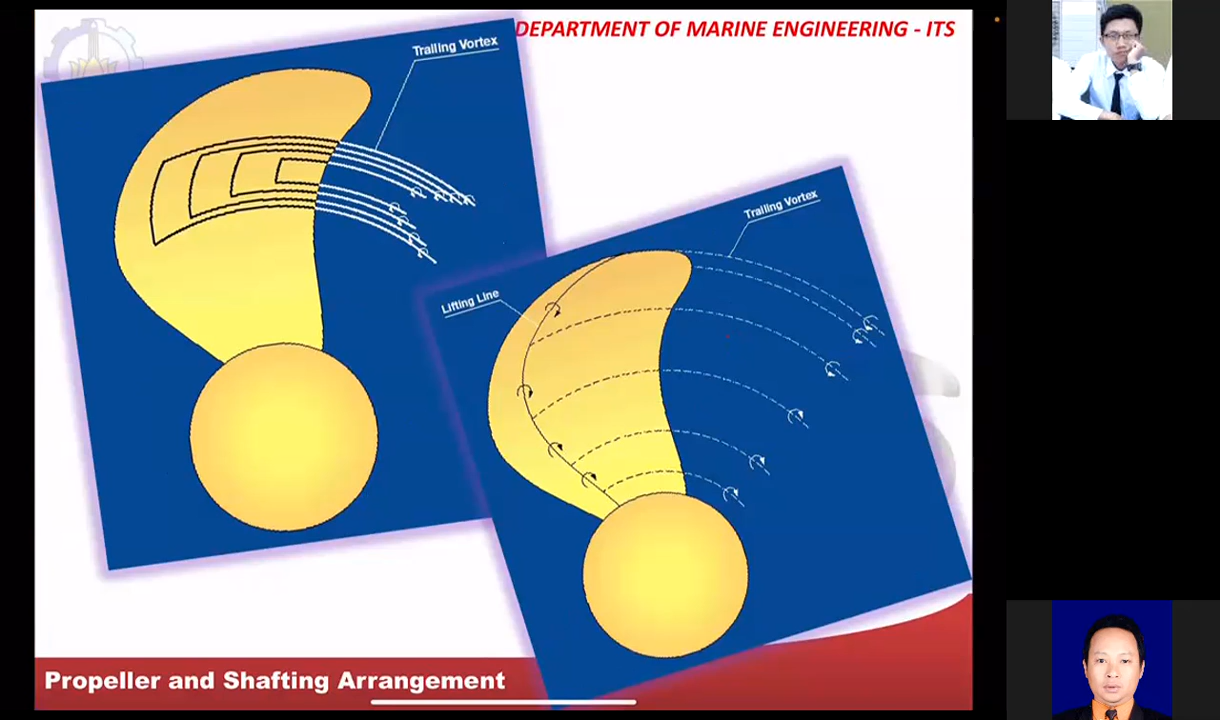 DEPARTMENT OF MARINE ENGINEERING - ITS
Trailing Vortex
Trailing Vortex
Lifting Line
Propeller and Shafting Arrangement